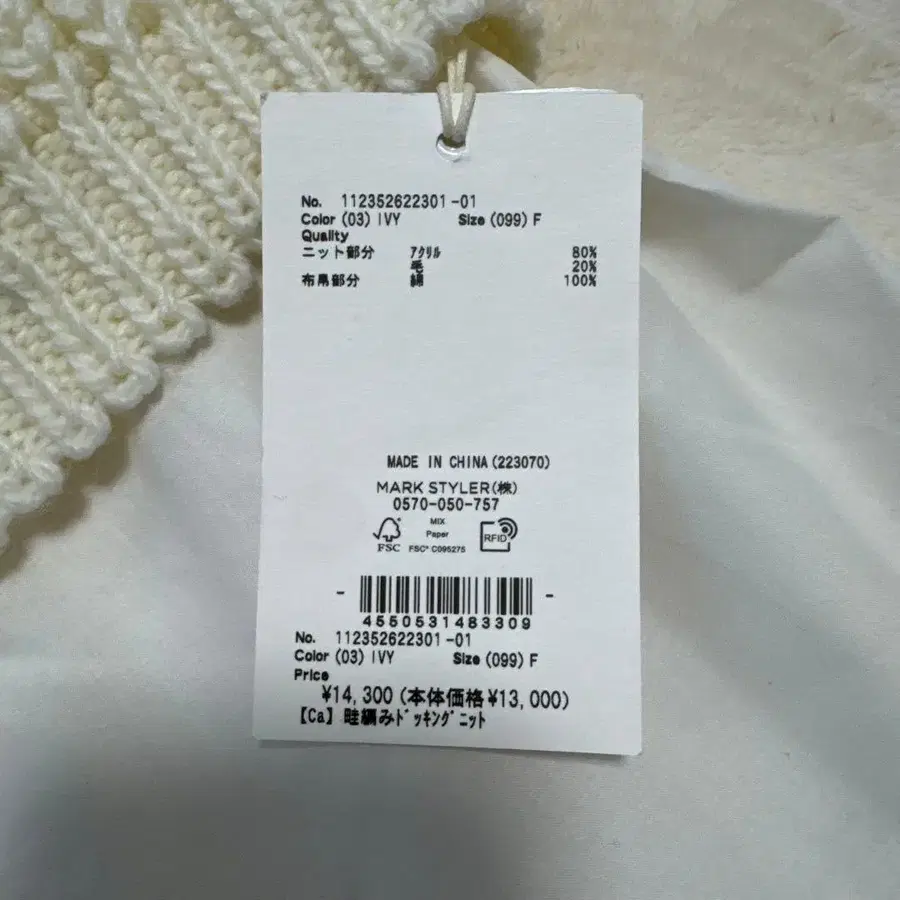 No. 112352622301-01
Color (03) IVY Size (099) F
Quality
ニット部分 ｱｸﾘﾙ 80%
毛 20%
布帛部分 綿 100%
MADE IN CHINA (223070)
MARK STYLER(株)
0570-050-757
FSC
MIX
Paper
FSC® C095275
RFID
4550531483309
No. 112352622301-01
Color (03) IVY Size (099) F
Price
¥14,300 (本体価格¥13,000)
【Ca】畦編みﾄﾞｯｷﾝｸﾞﾆｯﾄ